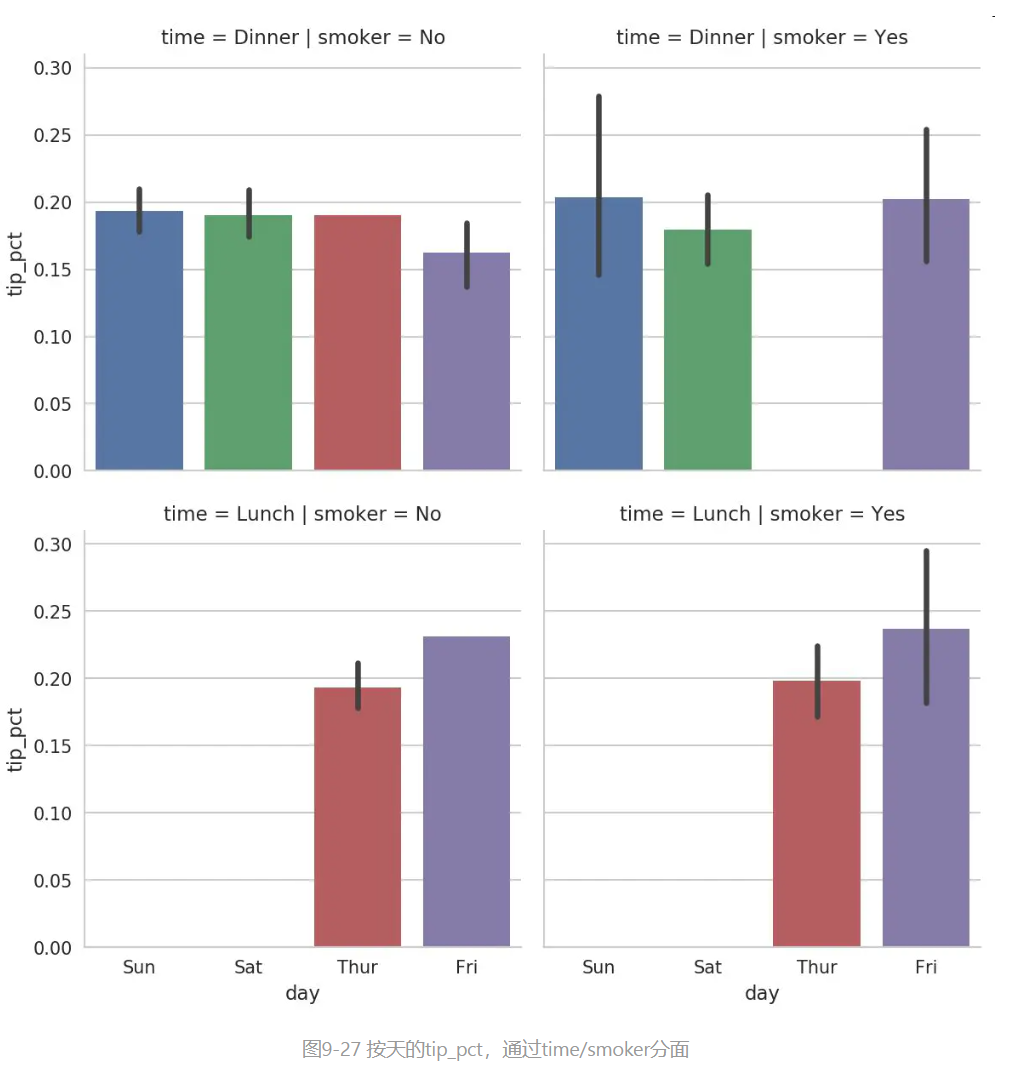 time = Dinner | smoker = No
time = Dinner | smoker = Yes
0.30
0.25
0.20
0.15
0.10
0.05
0.00
tip_pct
time = Lunch | smoker = No
time = Lunch | smoker = Yes
0.30
0.25
0.20
0.15
0.10
0.05
0.00
tip_pct
Sun Sat Thur Fri
Sun Sat Thur Fri
day
day
图9-27 按天的tip_pct，通过time/smoker分面